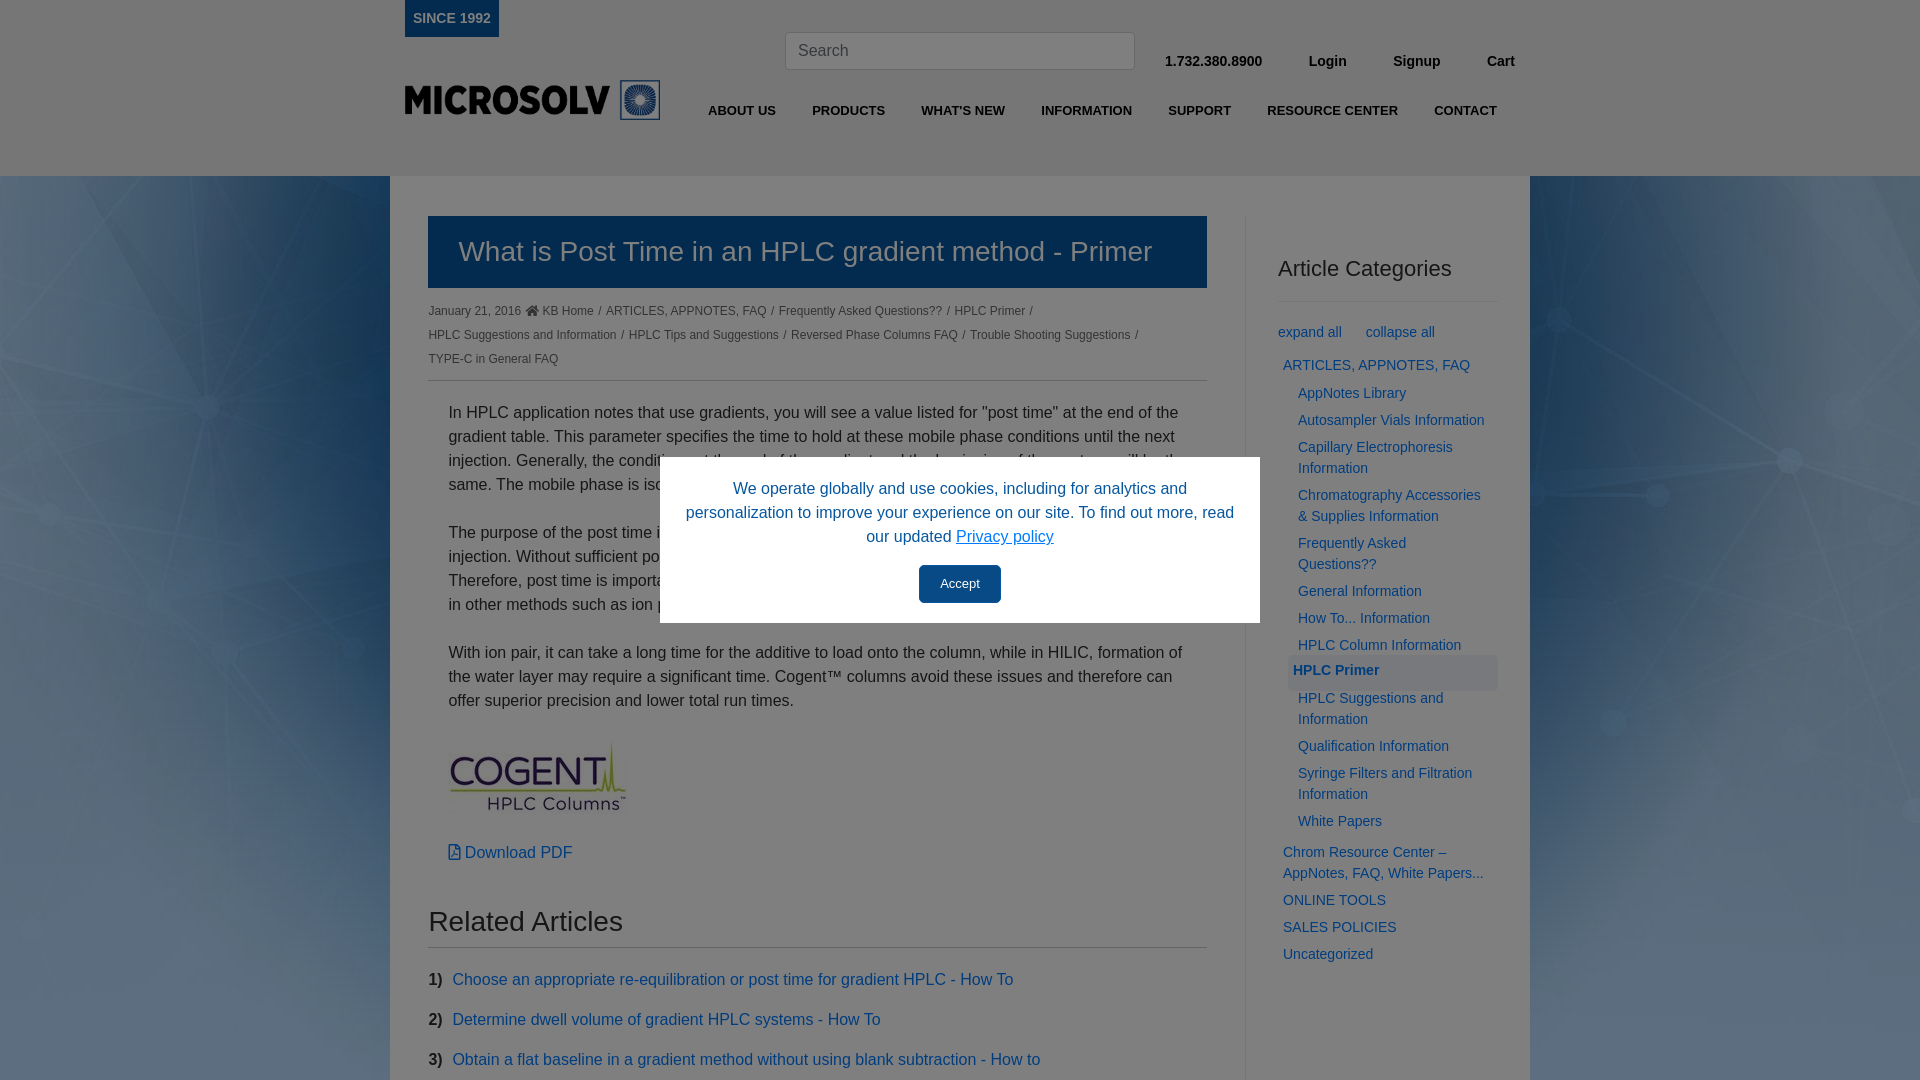 SINCE 1992
Search
1.732.380.8900
Login
Signup
Cart
MICROSOLV
ABOUT US
PRODUCTS
WHAT'S NEW
INFORMATION
SUPPORT
RESOURCE CENTER
CONTACT
What is Post Time in an HPLC gradient method - Primer
January 21, 2016 KB Home / ARTICLES, APPNOTES, FAQ / Frequently Asked Questions?? / HPLC Primer /
HPLC Suggestions and Information / HPLC Tips and Suggestions / Reversed Phase Columns FAQ / Trouble Shooting Suggestions /
TYPE-C in General FAQ
In HPLC application notes that use gradients, you will see a value listed for "post time" at the end of the
gradient table. This parameter specifies the time to hold at these mobile phase conditions until the next
injection. Generally, the
same. The mobile phase is
The purpose of the post time
injection. Without sufficient
Therefore, post time is
in other methods such as ion
With ion pair, it can take a long time for the additive to load onto the column, while in HILIC, formation of
the water layer may require a significant time. Cogent™ columns avoid these issues and therefore can
offer superior precision and lower total run times.
COGENT
HPLC Columns™
Download PDF
Related Articles
1) Choose an appropriate re-equilibration or post time for gradient HPLC - How To
2) Determine dwell volume of gradient HPLC systems - How To
3) Obtain a flat baseline in a gradient method without using blank subtraction - How to
We operate globally and use cookies, including for analytics and
personalization to improve your experience on our site. To find out more, read
our updated Privacy policy
Accept
Article Categories
expand all
collapse all
ARTICLES, APPNOTES, FAQ
AppNotes Library
Autosampler Vials Information
Capillary Electrophoresis
Information
Chromatography Accessories
& Supplies Information
Frequently Asked
Questions??
General Information
How To... Information
HPLC Column Information
HPLC Primer
HPLC Suggestions and
Information
Qualification Information
Syringe Filters and Filtration
Information
White Papers
Chrom Resource Center –
AppNotes, FAQ, White Papers...
ONLINE TOOLS
SALES POLICIES
Uncategorized